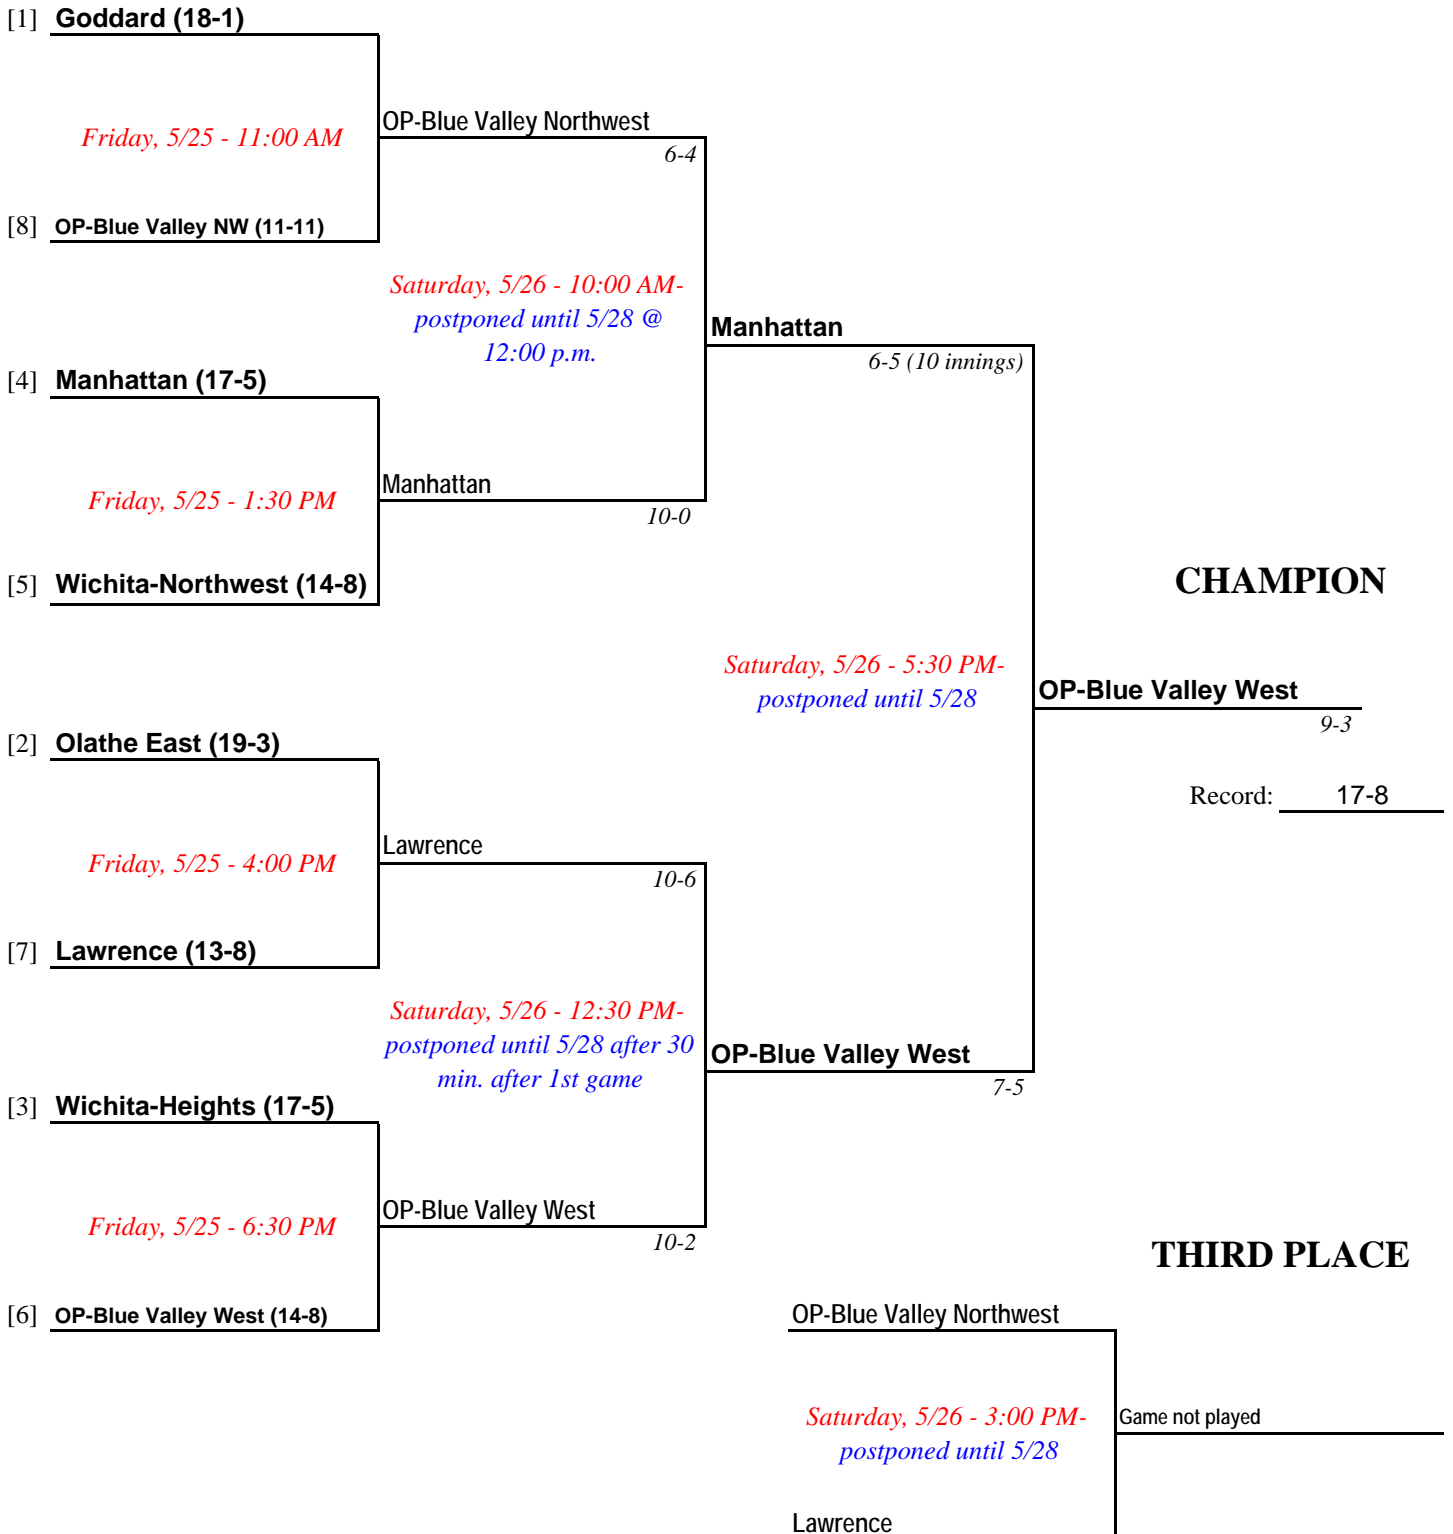 [1] Goddard (18-1)
OP-Blue Valley Northwest
Friday, 5/25 - 11:00 AM
6-4
[8] OP-Blue Valley NW (11-11)
Saturday, 5/26 - 10:00 AM-
postponed until 5/28 @
12:00 p.m.
Manhattan
6-5 (10 innings)
[4] Manhattan (17-5)
Manhattan
Friday, 5/25 - 1:30 PM
10-0
[5] Wichita-Northwest (14-8)
CHAMPION
Saturday, 5/26 - 5:30 PM-
postponed until 5/28
OP-Blue Valley West
9-3
[2] Olathe East (19-3)
Record: 17-8
Lawrence
Friday, 5/25 - 4:00 PM
10-6
[7] Lawrence (13-8)
Saturday, 5/26 - 12:30 PM-
postponed until 5/28 after 30
min. after 1st game
OP-Blue Valley West
7-5
[3] Wichita-Heights (17-5)
OP-Blue Valley West
Friday, 5/25 - 6:30 PM
10-2
THIRD PLACE
[6] OP-Blue Valley West (14-8)
OP-Blue Valley Northwest
Saturday, 5/26 - 3:00 PM-
postponed until 5/28
Game not played
Lawrence